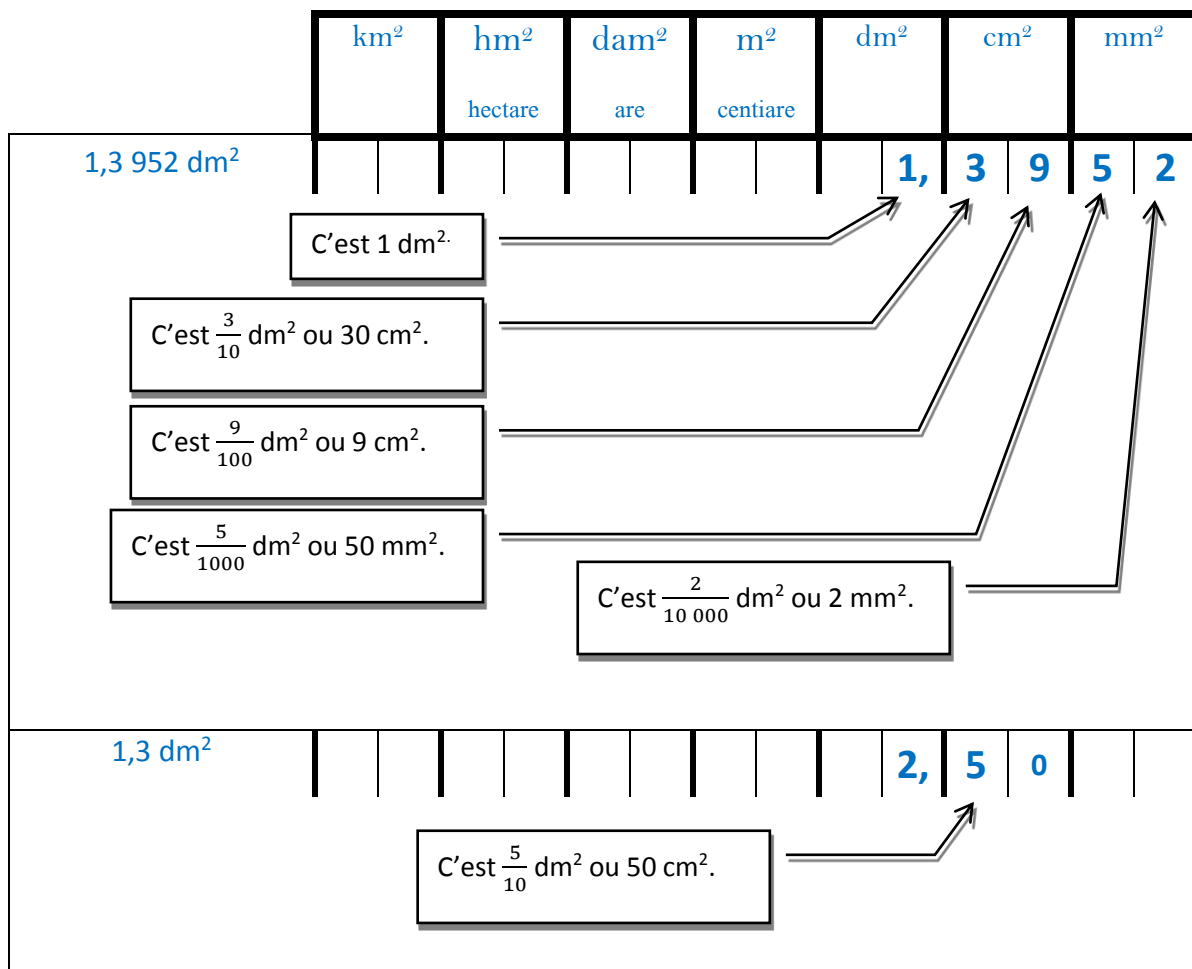 km² hm² dam² m² dm² cm² mm²
hectare are centiare
1,3 952 dm² 1, 3 9 5 2
C’est 1 dm².
C’est 3/10 dm² ou 30 cm².
C’est 9/100 dm² ou 9 cm².
C’est 5/1000 dm² ou 50 mm².
C’est 2/10 000 dm² ou 2 mm².
1,3 dm² 2, 5 0
C’est 5/10 dm² ou 50 cm².